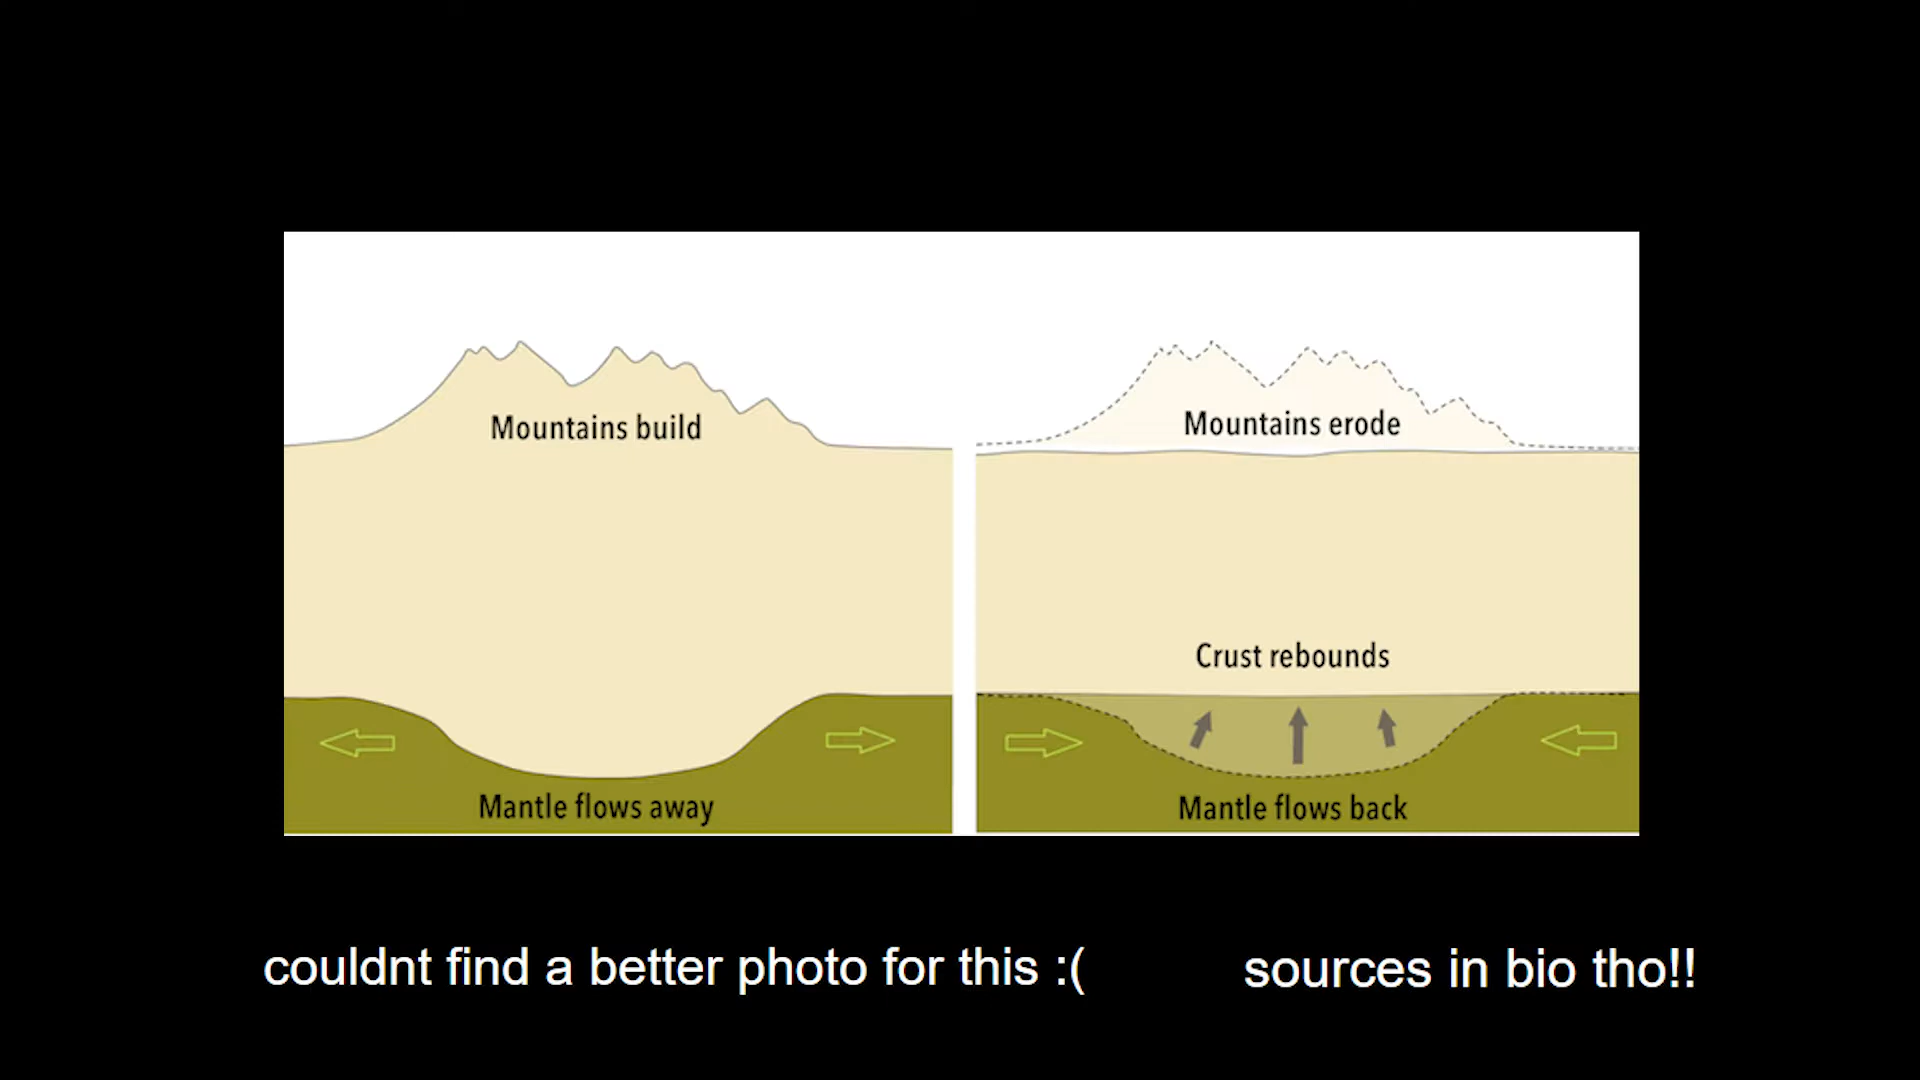 Mountains build
Mountains erode
Crust rebounds
Mantle flows away
Mantle flows back
couldnt find a better photo for this :(
sources in bio tho!!